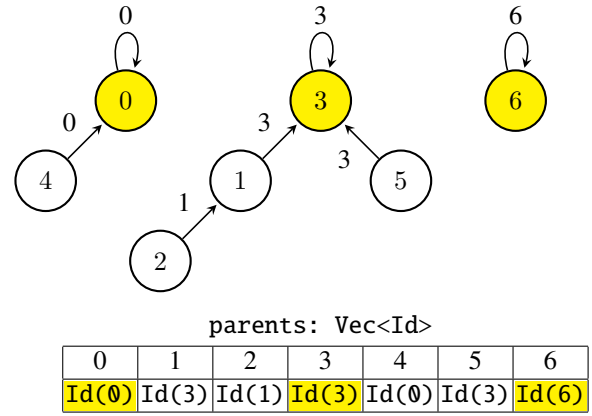 0 3 6
0 3 6
0 3
3
4 1 5
1
2
parents: Vec<Id>
0 1 2 3 4 5 6
Id(0) Id(3) Id(1) Id(3) Id(0) Id(3) Id(6)